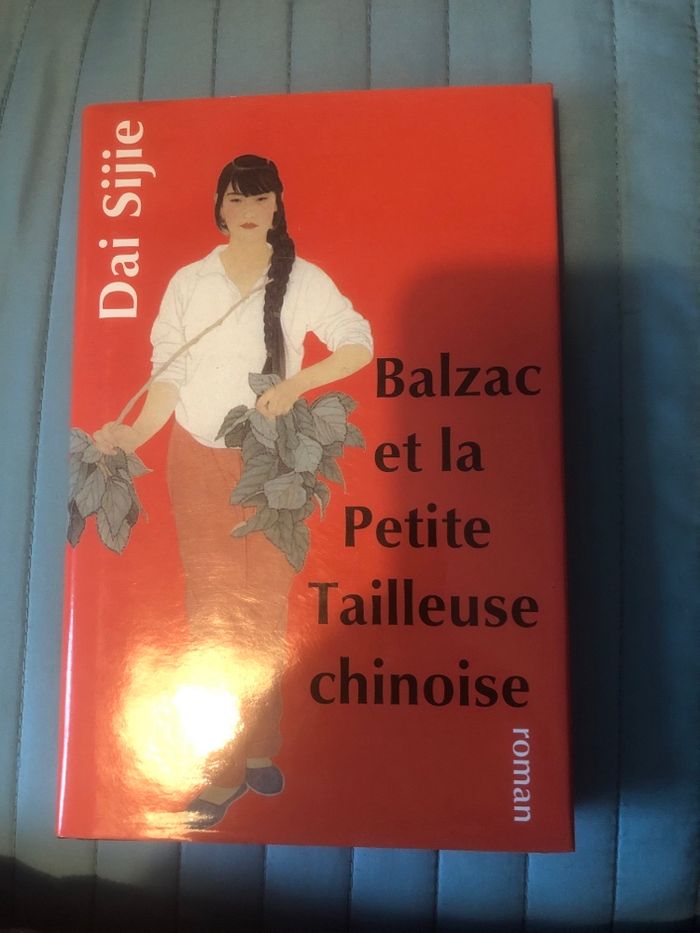 Dai Sijie
Balzac
et la
Petite
Tailleuse
chinoise
roman